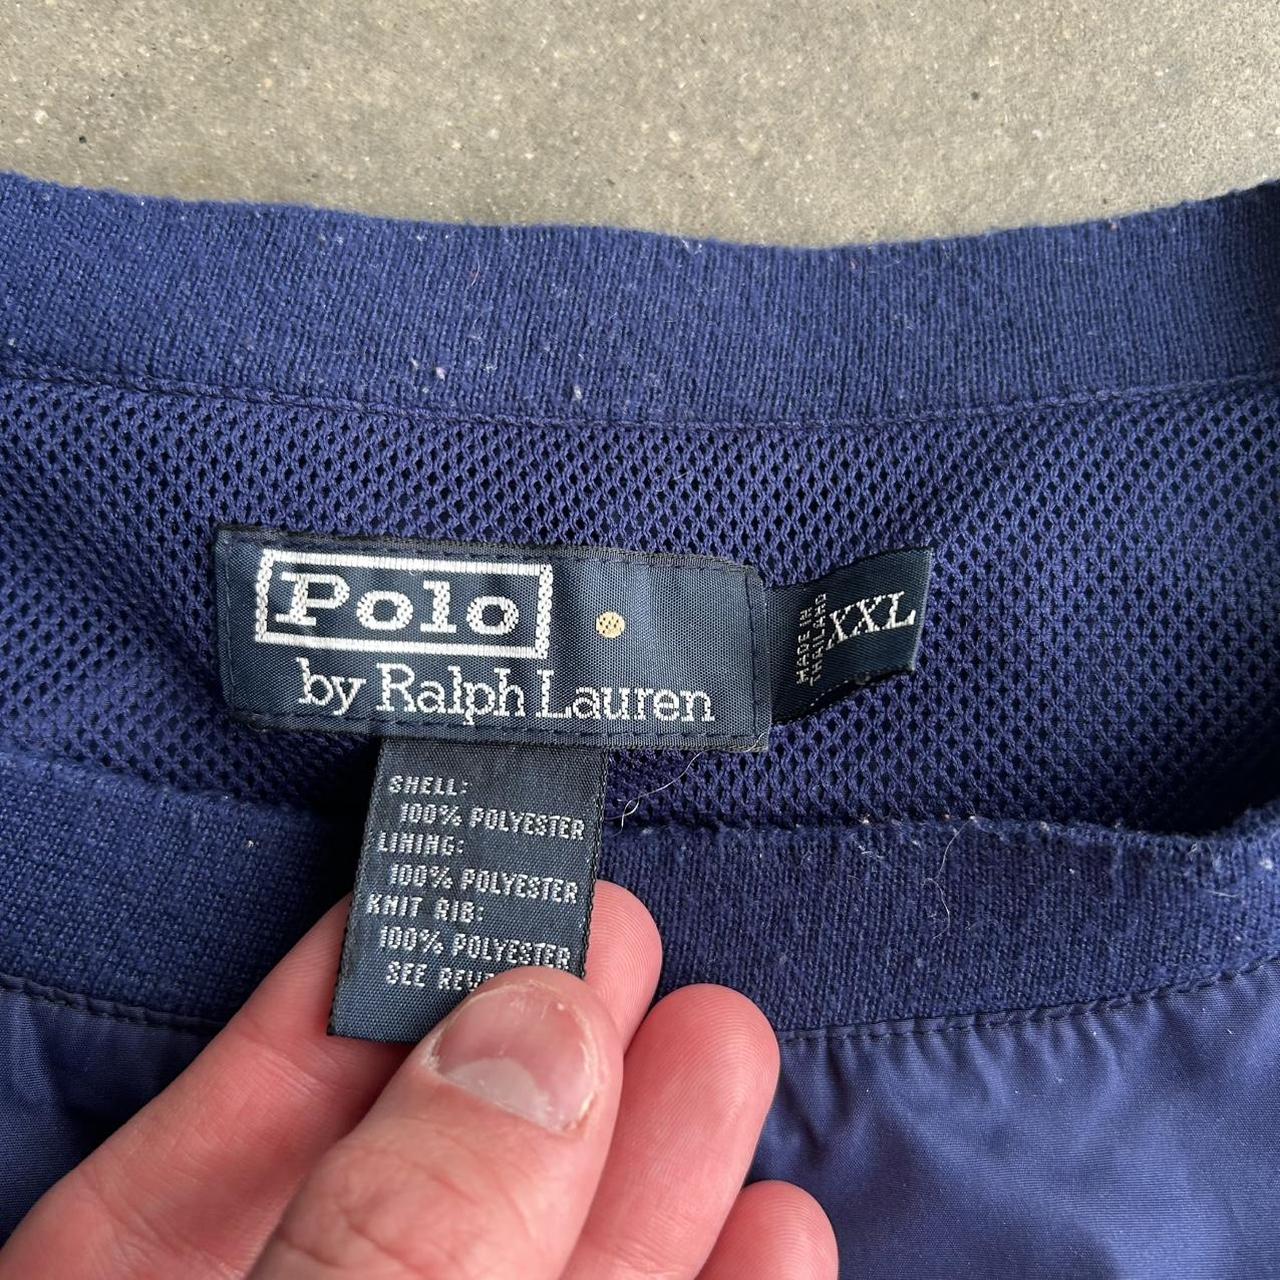 Polo
by Ralph Lauren
MADE IN
THAILAND
XXL
SHELL:
100% POLYESTER
LINING:
100% POLYESTER
KNIT RIB:
100% POLYESTER
SEE